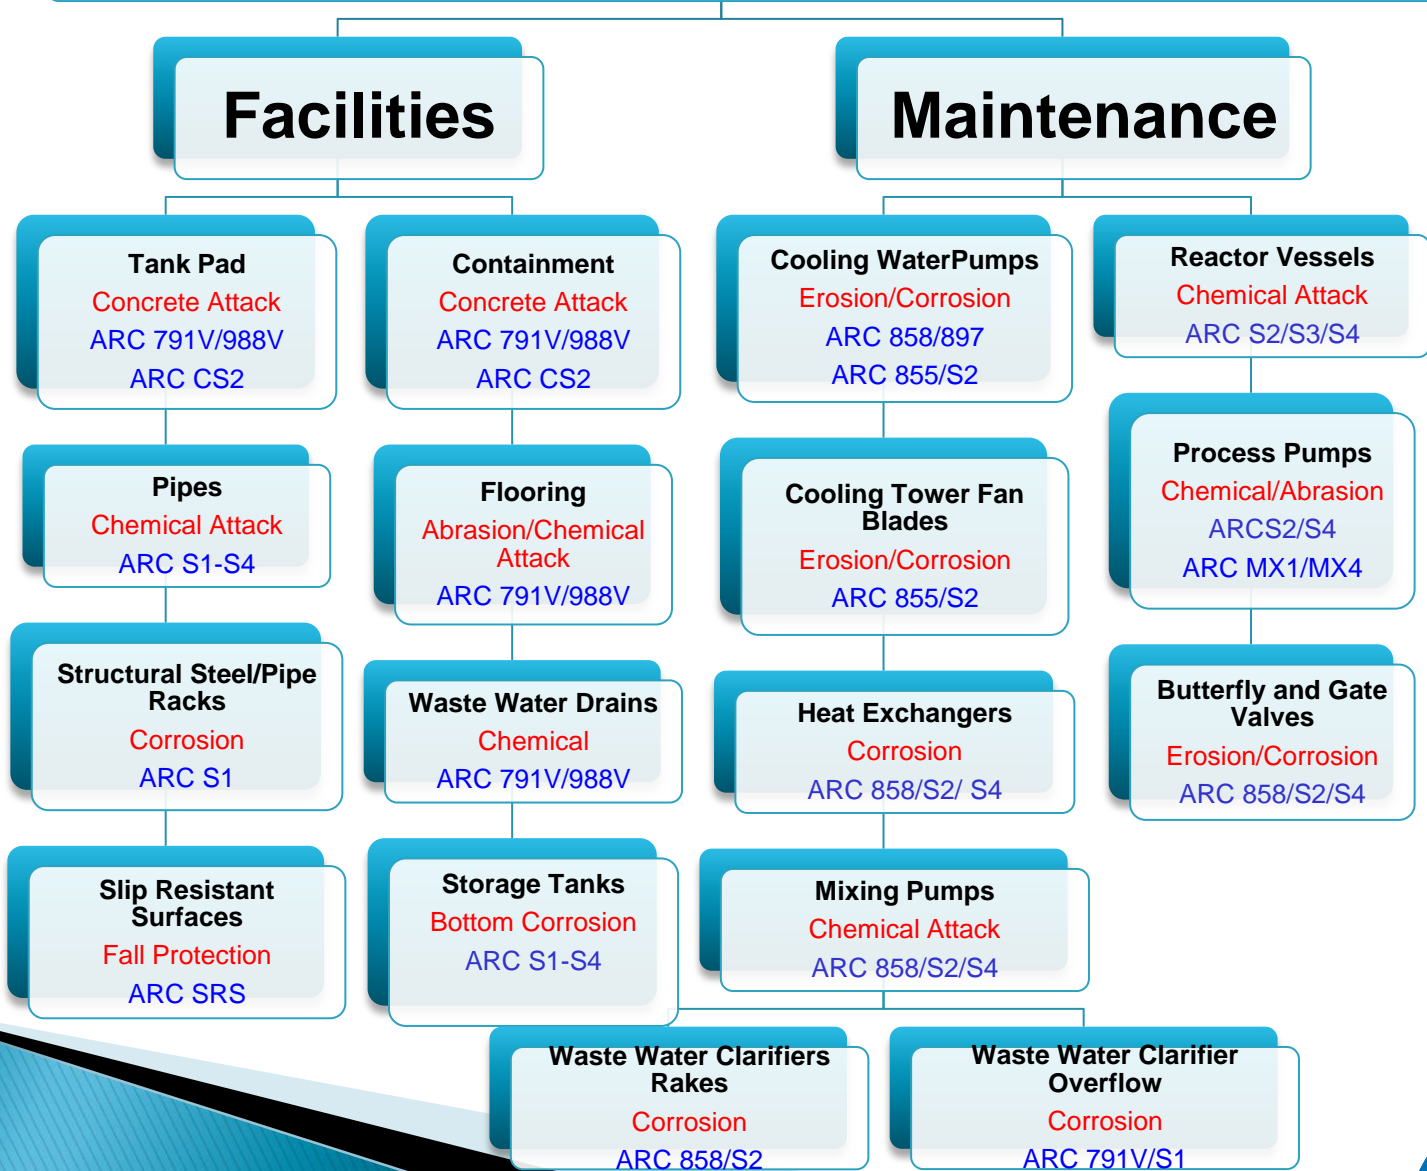 Facilities
Maintenance
Tank Pad
Concrete Attack
ARC 791V/988V
ARC CS2
Containment
Concrete Attack
ARC 791V/988V
ARC CS2
Cooling WaterPumps
Erosion/Corrosion
ARC 858/897
ARC 855/S2
Reactor Vessels
Chemical Attack
ARC S2/S3/S4
Pipes
Chemical Attack
ARC S1-S4
Flooring
Abrasion/Chemical
Attack
ARC 791V/988V
Cooling Tower Fan
Blades
Erosion/Corrosion
ARC 855/S2
Process Pumps
Chemical/Abrasion
ARCS2/S4
ARC MX1/MX4
Structural Steel/Pipe
Racks
Corrosion
ARC S1
Waste Water Drains
Chemical
ARC 791V/988V
Heat Exchangers
Corrosion
ARC 858/S2/ S4
Butterfly and Gate
Valves
Erosion/Corrosion
ARC 858/S2/S4
Slip Resistant
Surfaces
Fall Protection
ARC SRS
Storage Tanks
Bottom Corrosion
ARC S1-S4
Mixing Pumps
Chemical Attack
ARC 858/S2/S4
Waste Water Clarifiers
Rakes
Corrosion
ARC 858/S2
Waste Water Clarifier
Overflow
Corrosion
ARC 791V/S1